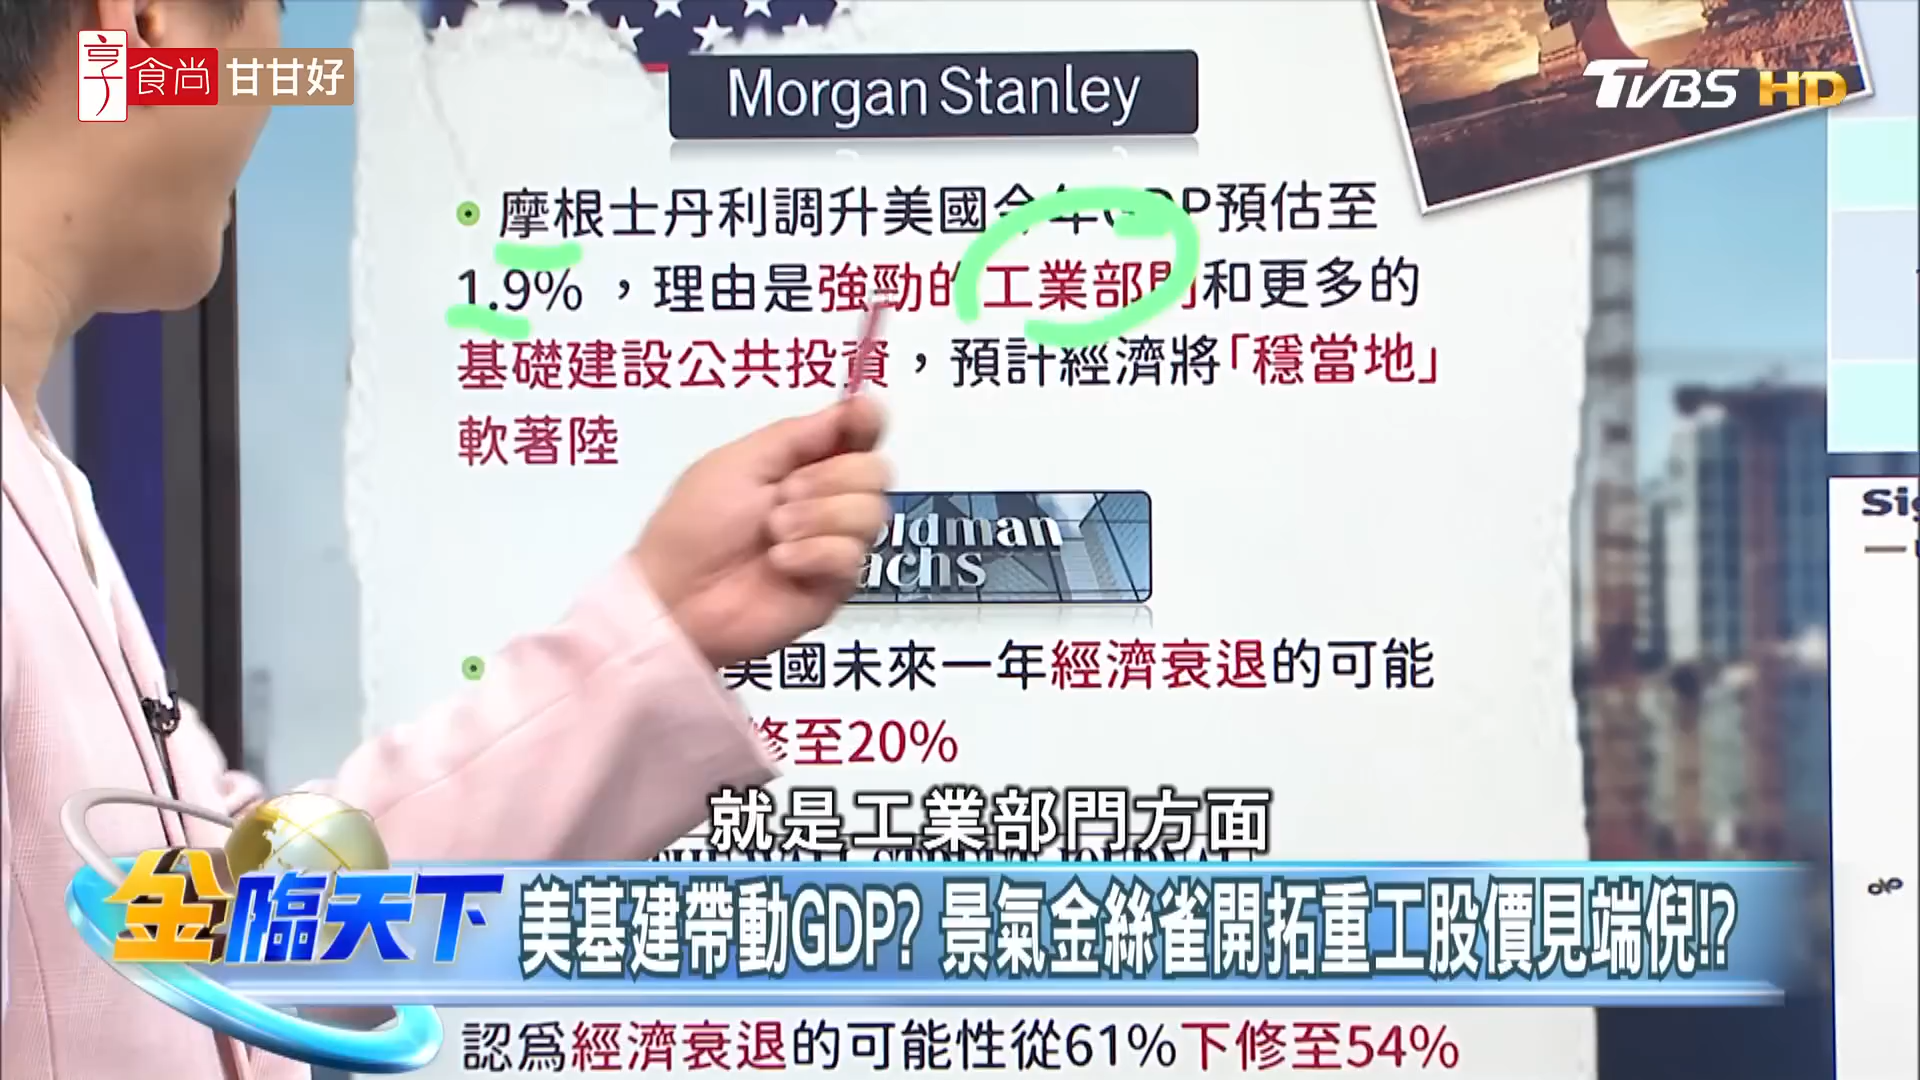 享 食尚 甘甘好
TVBS HD
Morgan Stanley
摩根士丹利調升美國今年GDP預估至
1.9%，理由是強勁的工業部門和更多的
基礎建設公共投資，預計經濟將「穩當地」
軟著陸
美國未來一年經濟衰退的可能
修至20%
就是工業部門方面
金臨天下
美基建帶動GDP? 景氣金絲雀開拓重工股價見端倪!?
認為經濟衰退的可能性從61%下修至54%
%